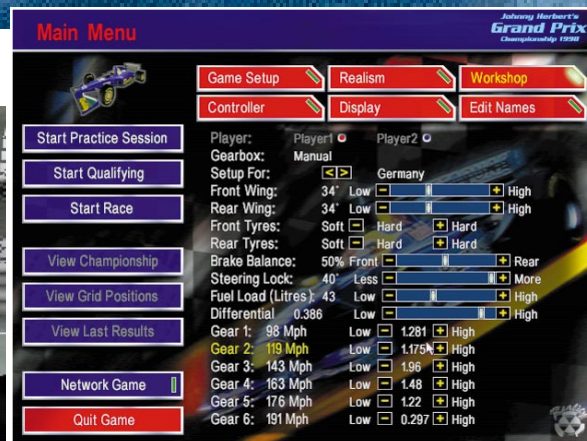 Main Menu
Johnny Herbert's
Grand Prix
Championship 1998
Game Setup Realism Workshop
Controller Display Edit Names
Start Practice Session
Start Qualifying
Start Race
View Championship
View Grid Positions
View Last Results
Network Game
Quit Game
Player: Player1 Player2
Gearbox: Manual
Setup For: < > Germany
Front Wing: 34° Low - + High
Rear Wing: 34° Low - + High
Front Tyres: Soft - Hard + Hard
Rear Tyres: Soft - Hard + Hard
Brake Balance: 50% Front - + Rear
Steering Lock: 40° Less - + More
Fuel Load (Litres): 43 Low - + High
Differential 0.386 Low - + High
Gear 1: 98 Mph Low - 1.281 + High
Gear 2: 119 Mph Low - 1.175 + High
Gear 3: 143 Mph Low - 1.96 + High
Gear 4: 163 Mph Low - 1.48 + High
Gear 5: 176 Mph Low - 1.22 + High
Gear 6: 191 Mph Low - 0.297 + High